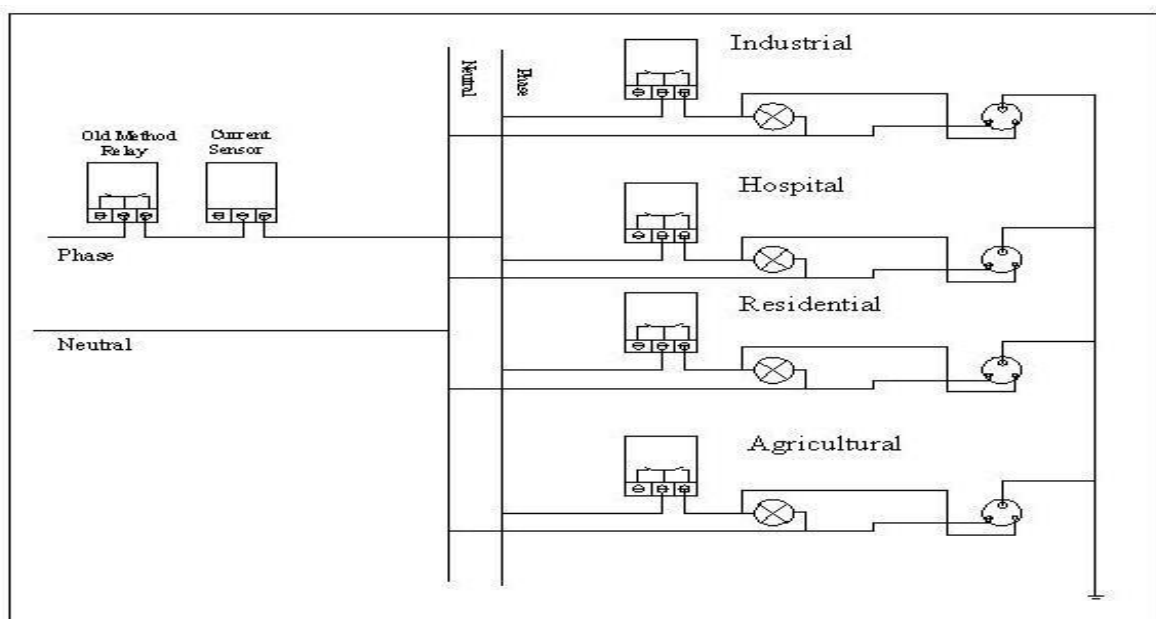 Industrial
Neutral
Phase
Old Method
Relay
Current
Sensor
Hospital
Phase
Residential
Neutral
Agricultural